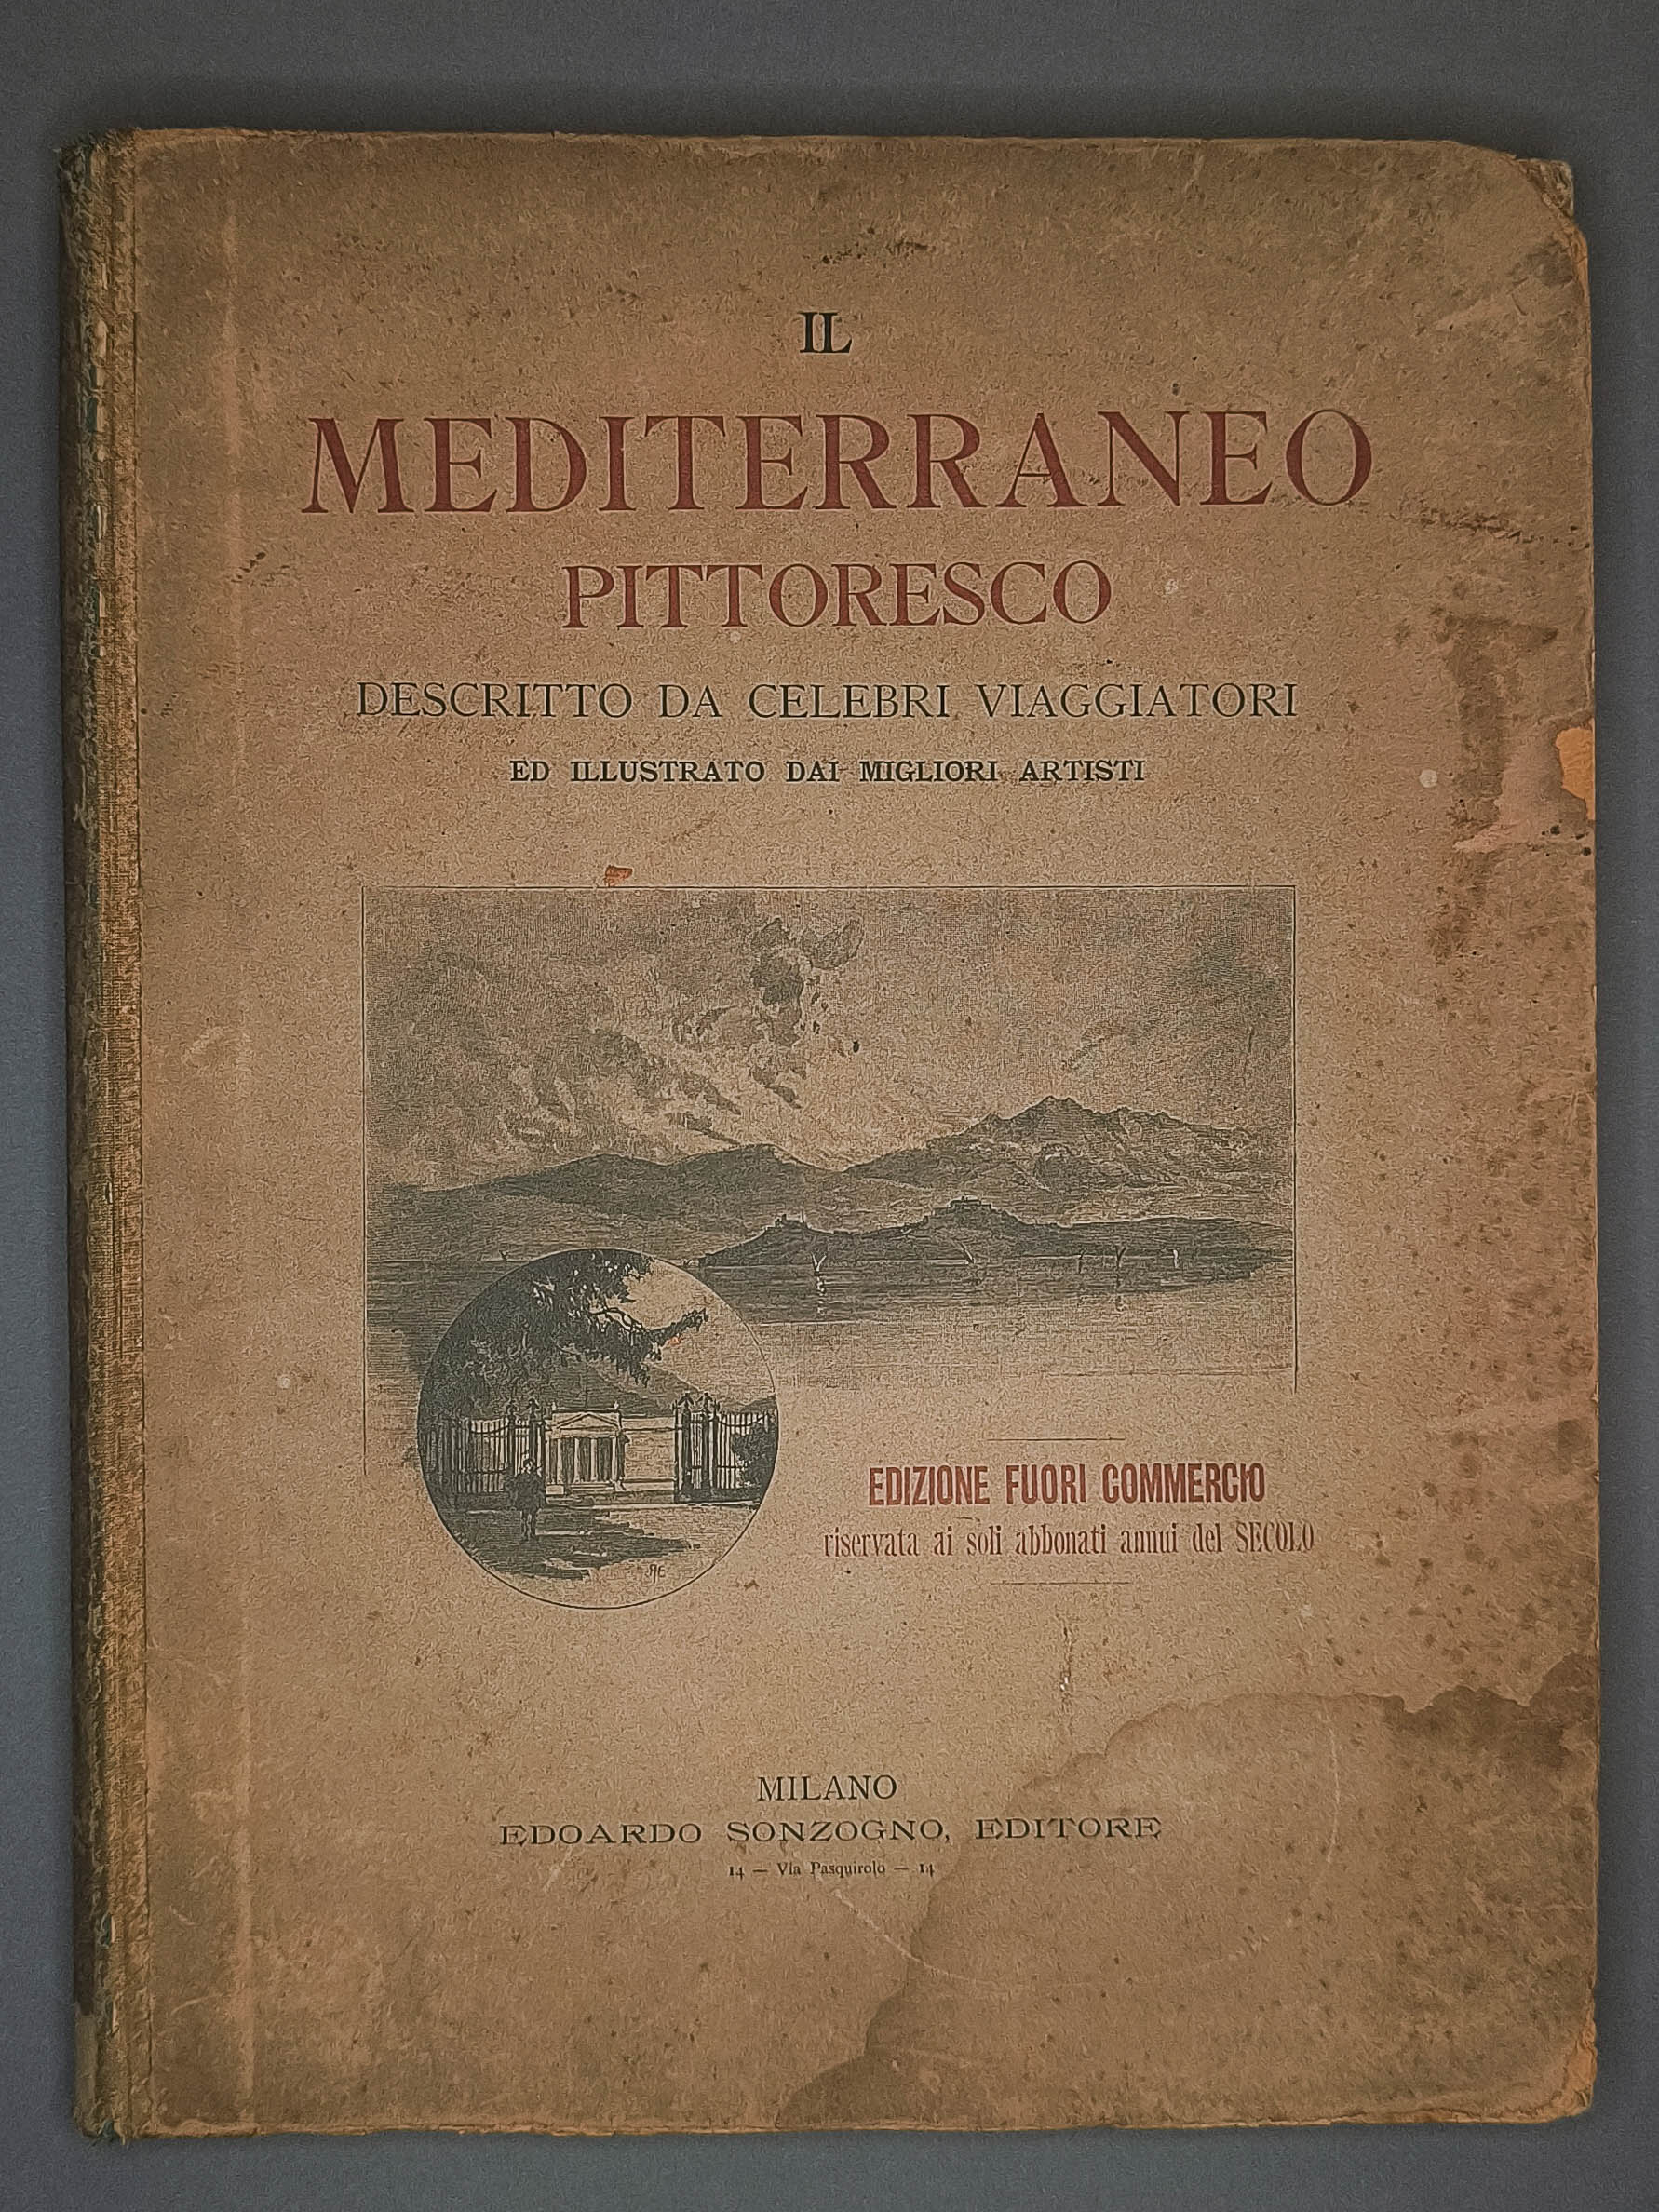 IL
MEDITERRANEO
PITTORESCO
DESCRITTO DA CELEBRI VIAGGIATORI
ED ILLUSTRATO DAI MIGLIORI ARTISTI
EDIZIONE FUORI COMMERCIO
riservata ai soli abbonati annui del SECOLO
MILANO
EDOARDO SONZOGNO, EDITORE
14 — Via Pasquirolo — 14